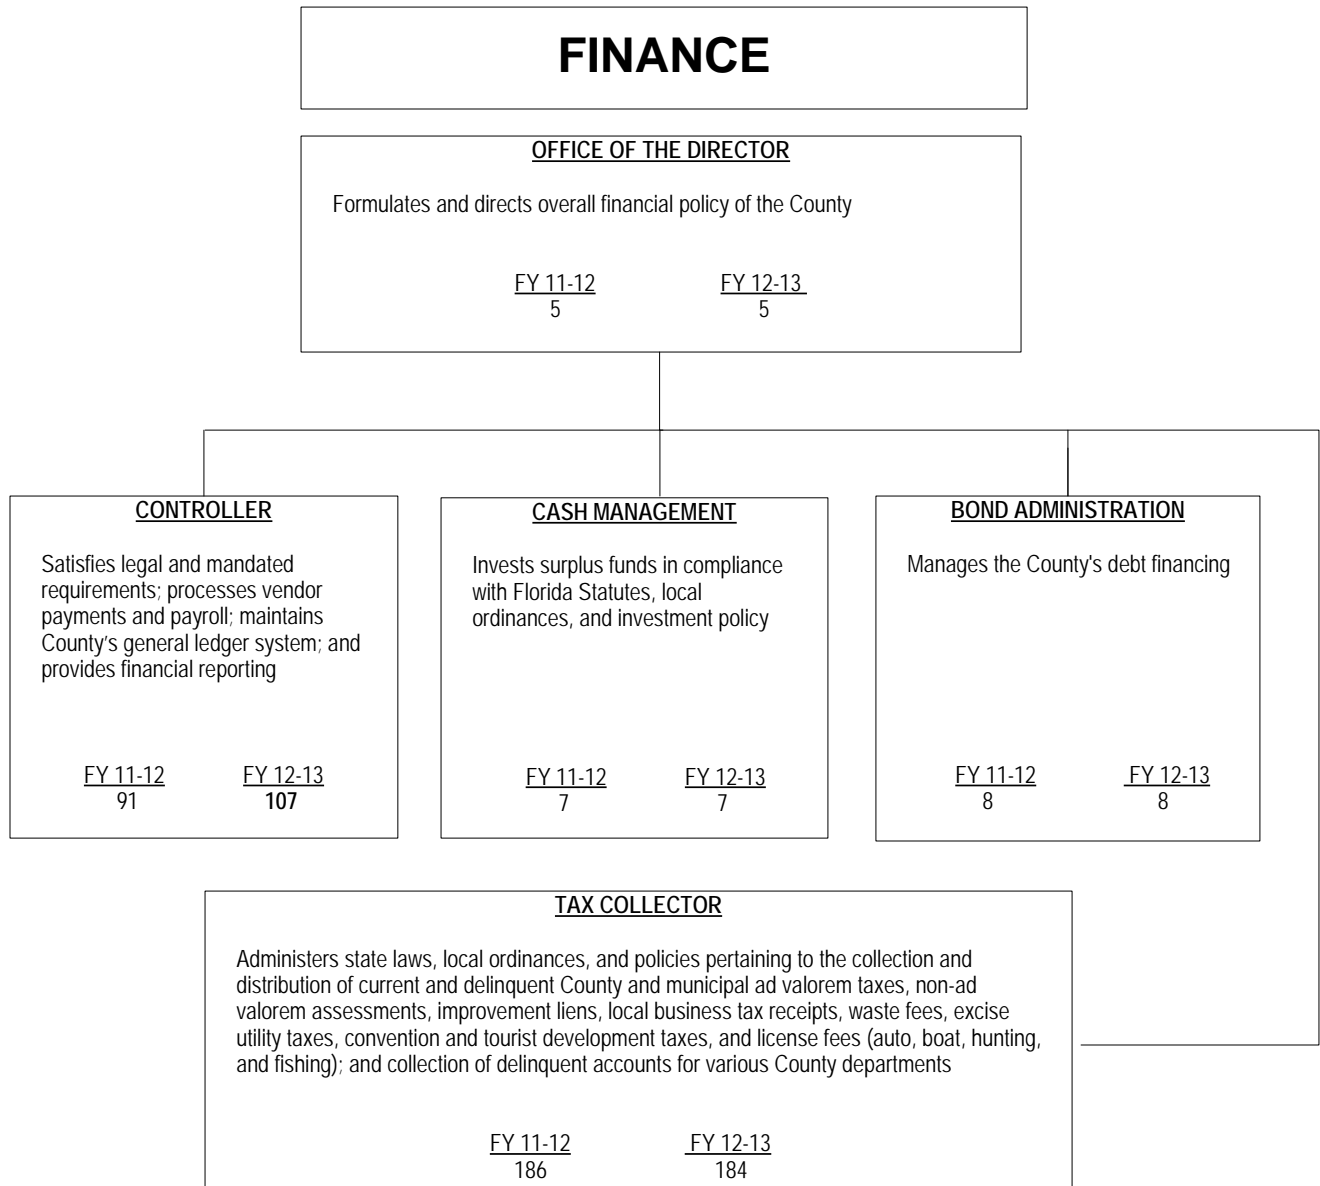 FINANCE
OFFICE OF THE DIRECTOR
Formulates and directs overall financial policy of the County
FY 11-12 FY 12-13
5 5
CONTROLLER
Satisfies legal and mandated
requirements; processes vendor
payments and payroll; maintains
County's general ledger system; and
provides financial reporting
FY 11-12 FY 12-13
91 107
CASH MANAGEMENT
Invests surplus funds in compliance
with Florida Statutes, local
ordinances, and investment policy
FY 11-12 FY 12-13
7 7
BOND ADMINISTRATION
Manages the County's debt financing
FY 11-12 FY 12-13
8 8
TAX COLLECTOR
Administers state laws, local ordinances, and policies pertaining to the collection and
distribution of current and delinquent County and municipal ad valorem taxes, non-ad
valorem assessments, improvement liens, local business tax receipts, waste fees, excise
utility taxes, convention and tourist development taxes, and license fees (auto, boat, hunting,
and fishing); and collection of delinquent accounts for various County departments
FY 11-12 FY 12-13
186 184